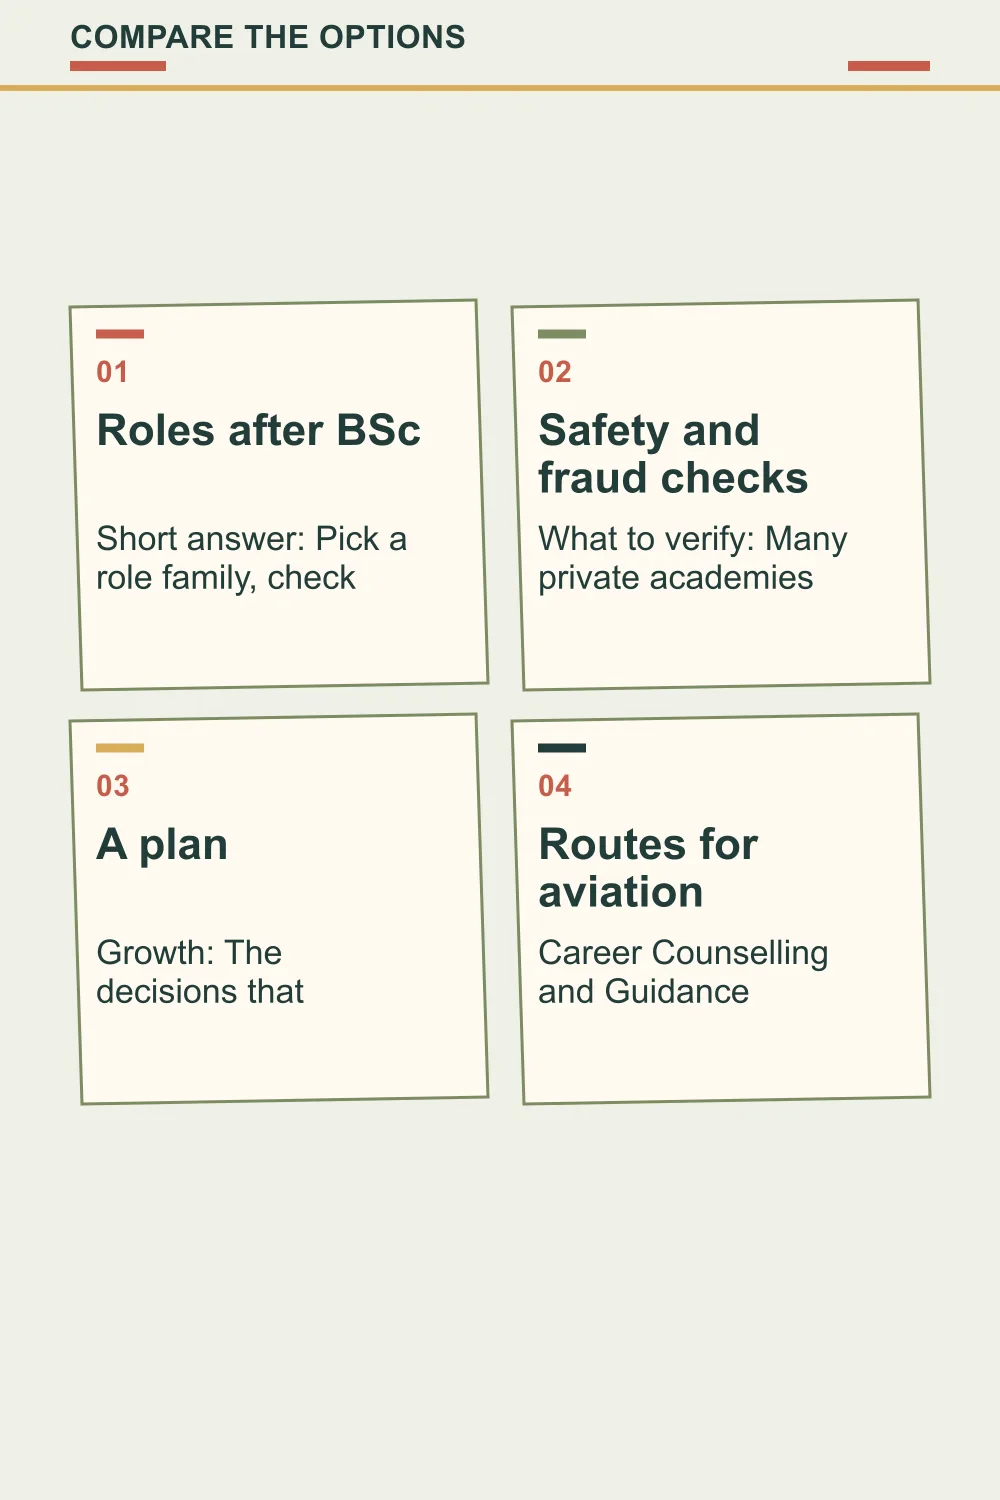 COMPARE THE OPTIONS
01
Roles after BSc
Short answer: Pick a
role family, check
02
Safety and
fraud checks
What to verify: Many
private academies
03
A plan
Growth: The
decisions that
04
Routes for
aviation
Career Counselling
and Guidance